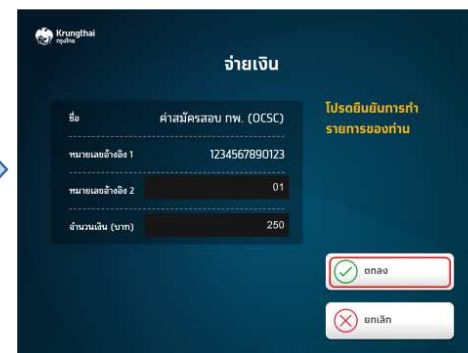 Krungthai
กรุงไทย
จ่ายเงิน
ชื่อ ค่าสมัครสอบ กพ. (OCSC)
หมายเลขอ้างอิง 1 1234567890123
หมายเลขอ้างอิง 2 01
จำนวนเงิน (บาท) 250
โปรดยืนยันการทำ
รายการของท่าน
ตกลง
ยกเลิก